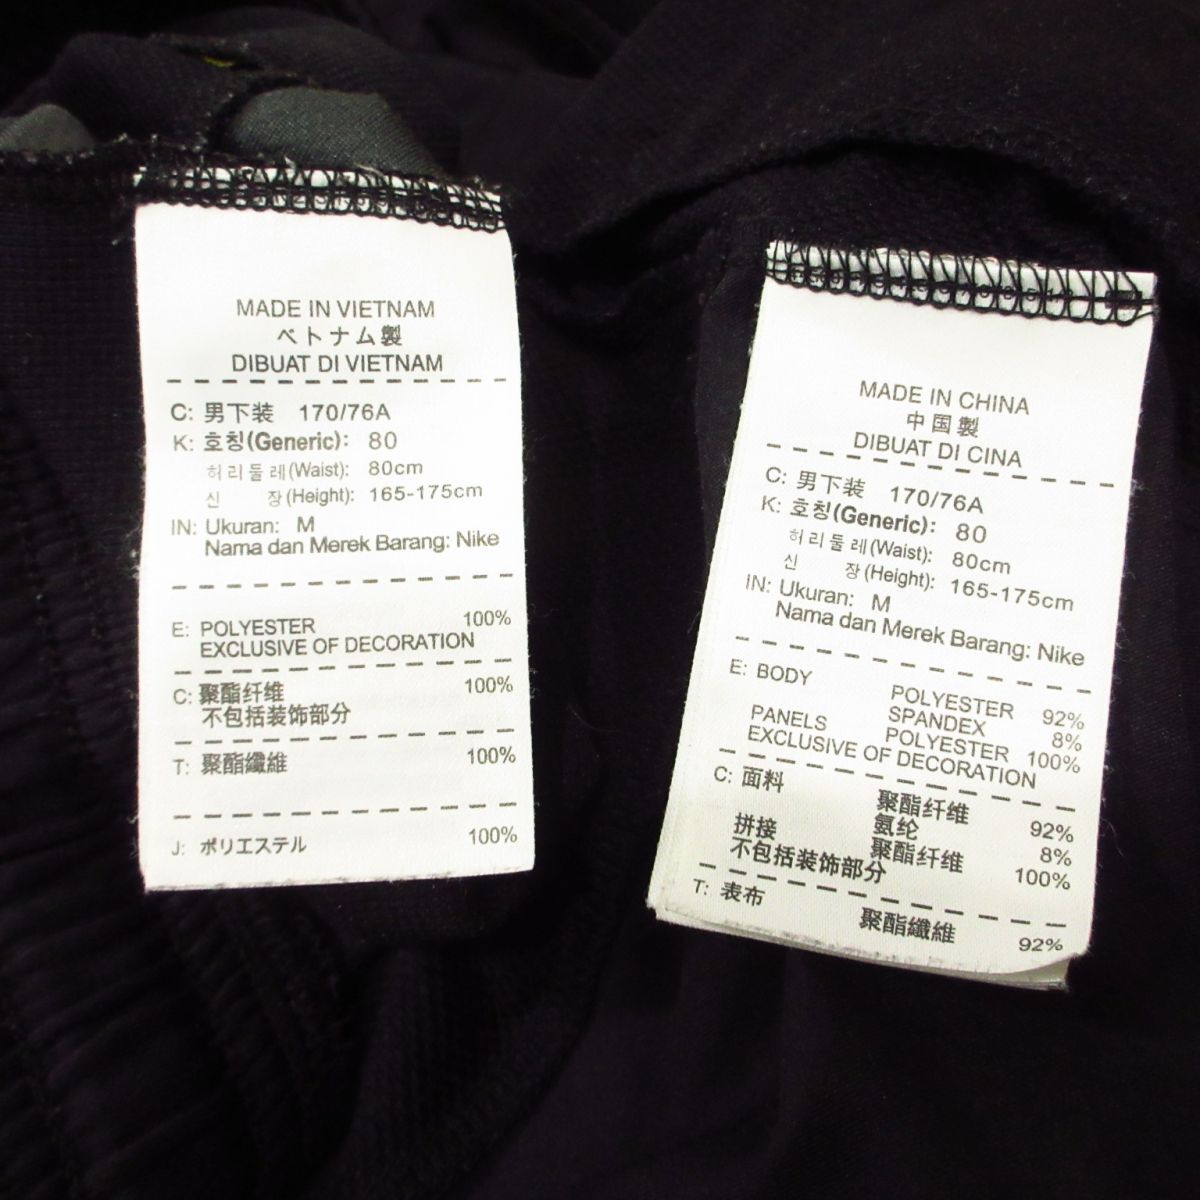 MADE IN VIETNAM
ベトナム製
DIBUAT DI VIETNAM
C: 男下装 170/76A
K: 호칭(Generic): 80
허리둘레(Waist): 80cm
신 장(Height): 165-175cm
IN: Ukuran: M
Nama dan Merek Barang: Nike
E: POLYESTER 100%
EXCLUSIVE OF DECORATION
C: 聚酯纤维 100%
不包括装饰部分
T: 聚酯纖維 100%
J: ポリエステル 100%
MADE IN CHINA
中国製
DIBUAT DI CINA
C: 男下装 170/76A
K: 호칭(Generic): 80
허리둘레(Waist): 80cm
신 장(Height): 165-175cm
IN: Ukuran: M
Nama dan Merek Barang: Nike
E: BODY POLYESTER 92%
SPANDEX 8%
PANELS POLYESTER 100%
EXCLUSIVE OF DECORATION
C: 面料 聚酯纤维 92%
氨纶 8%
拼接 聚酯纤维 100%
不包括装饰部分
T: 表布 聚酯纖維 92%